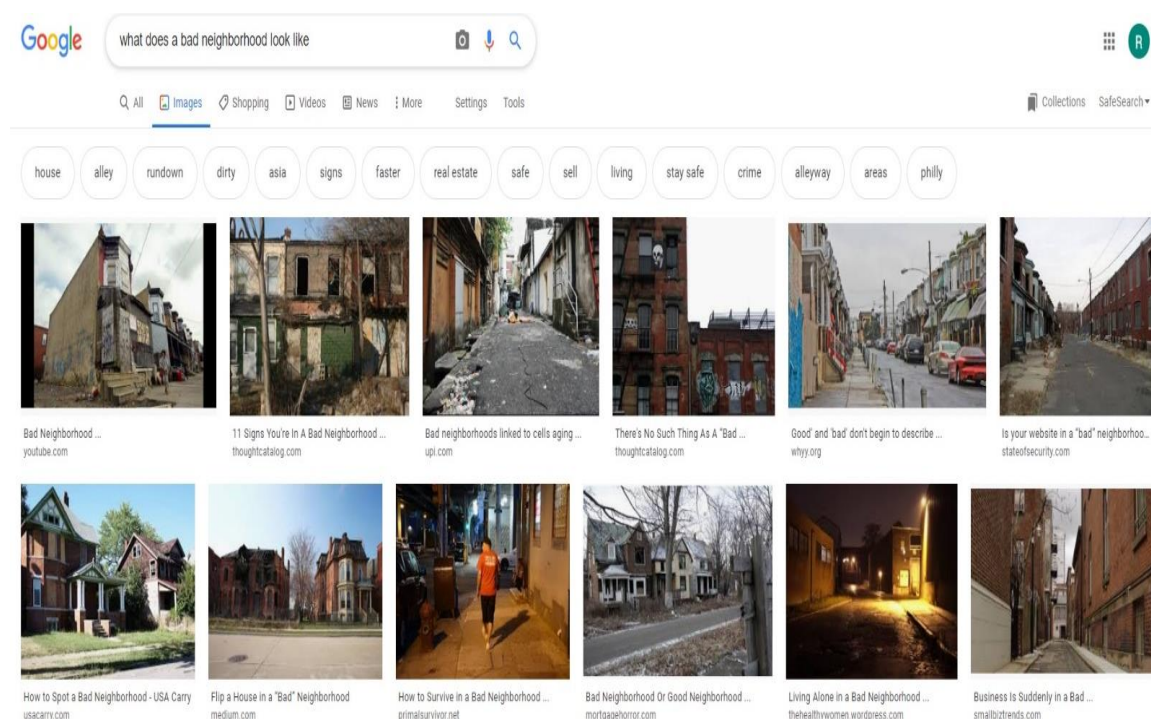 Google
what does a bad neighborhood look like
R
All Images Shopping Videos News More Settings Tools
Collections SafeSearch
house alley rundown dirty asia signs faster real estate safe sell living stay safe crime alleyway areas philly
Bad Neighborhood ... 11 Signs You're In A Bad Neighborhood ... Bad neighborhoods linked to cells aging ... There's No Such Thing As A "Bad ... Good' and 'bad' don't begin to describe ... Is your website in a "bad" neighborhoo...
youtube.com thoughtcatalog.com upi.com thoughtcatalog.com whyy.org stateofsecurity.com
How to Spot a Bad Neighborhood - USA Carry Flip a House in a "Bad" Neighborhood How to Survive in a Bad Neighborhood ... Bad Neighborhood Or Good Neighborhood ... Living Alone in a Bad Neighborhood ... Business Is Suddenly in a Bad ...
usacarry.com medium.com primalsurvivor.net mortgagehorror.com thehealthywomen.wordpress.com smallbiztrends.com